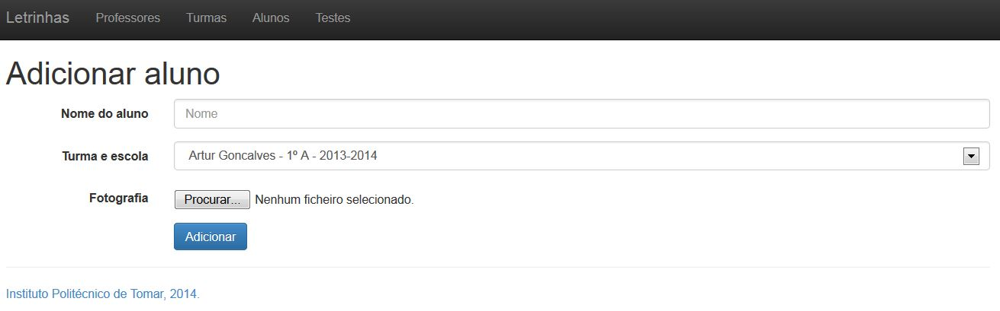 Letrinhas Professores Turmas Alunos Testes
Adicionar aluno
Nome do aluno Nome
Turma e escola Artur Goncalves - 1º A - 2013-2014
Fotografia Procurar... Nenhum ficheiro selecionado.
Adicionar
Instituto Politécnico de Tomar, 2014.